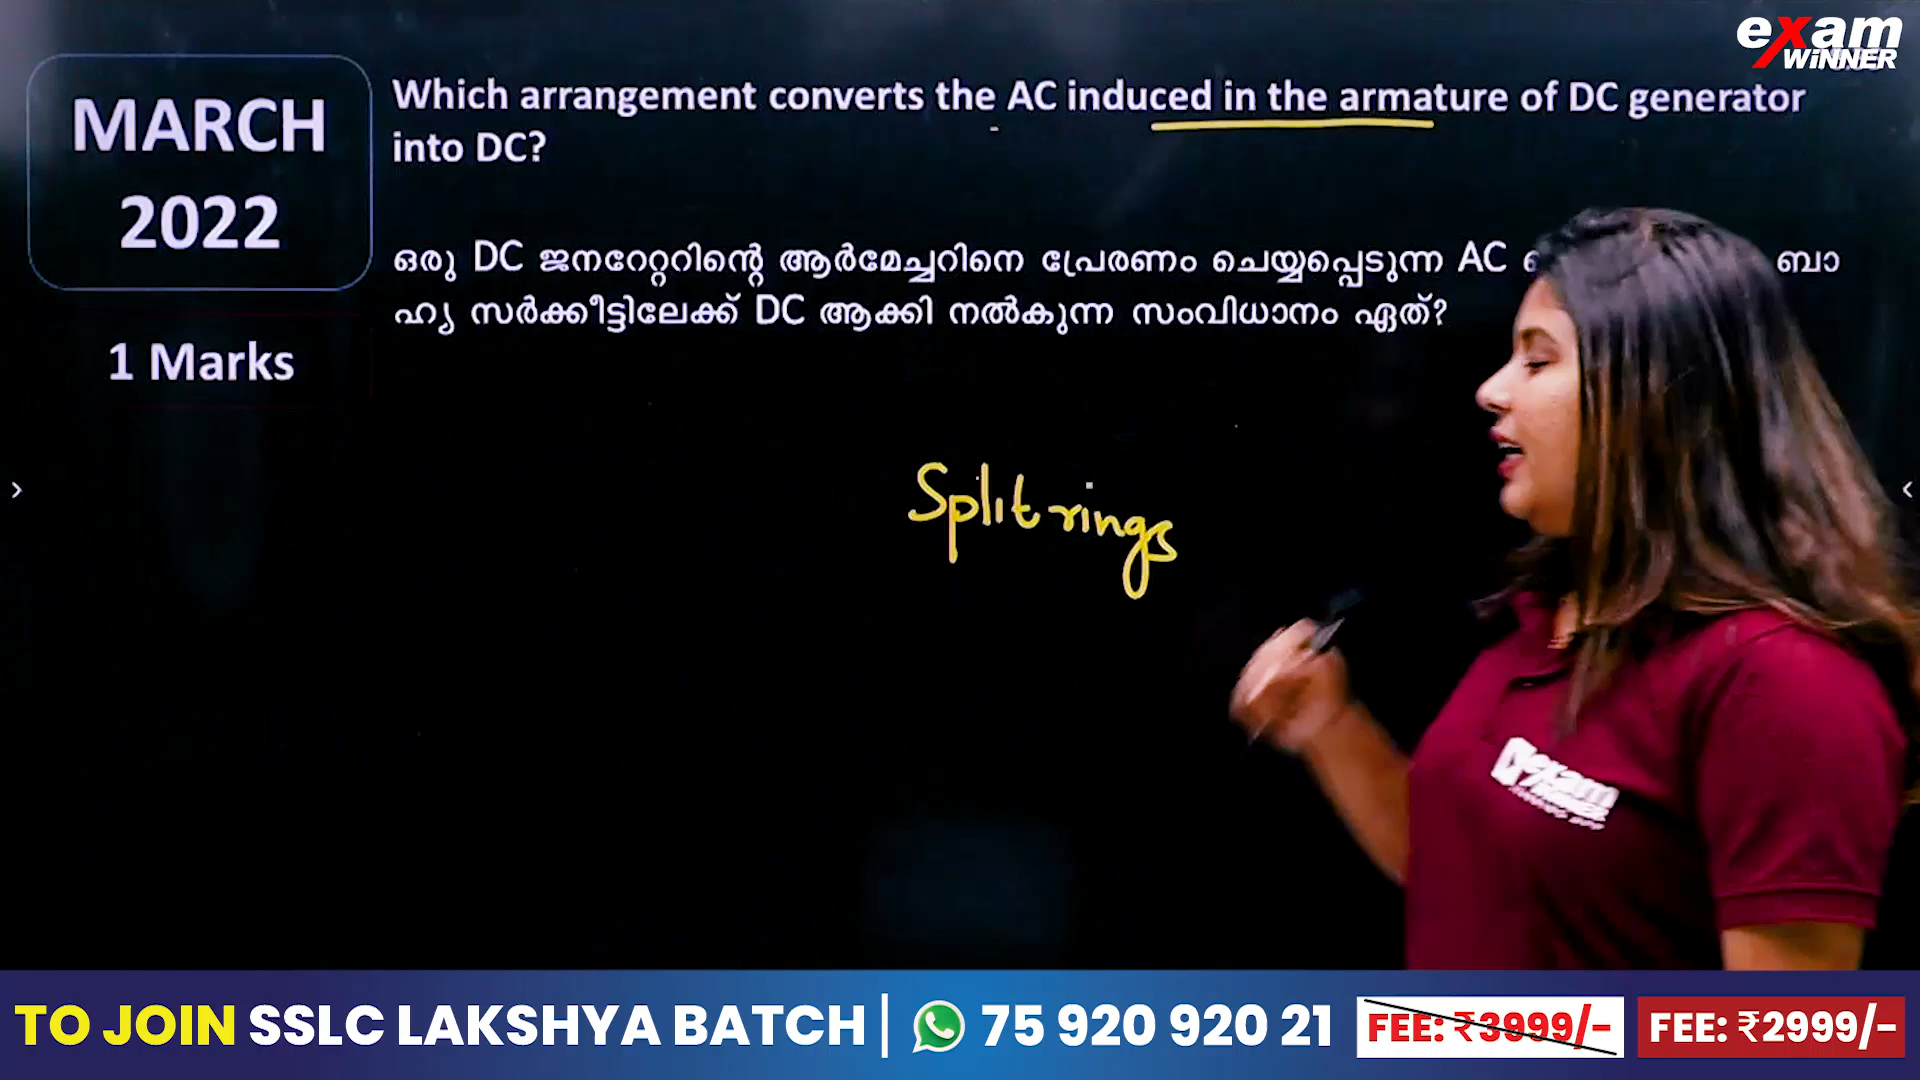 exam
WiNNER
MARCH
2022
1 Marks
Which arrangement converts the AC induced in the armature of DC generator
into DC?
ഒരു DC ജനറേറ്ററിന്റെ ആർമേച്ചറിനെ പ്രേരണം ചെയ്യപ്പെടുന്ന AC ബാ
ഹ്യ സർക്കീട്ടിലേക്ക് DC ആക്കി നൽകുന്ന സംവിധാനം ഏത്?
Split rings
exam
TO JOIN SSLC LAKSHYA BATCH | 75 920 920 21 FEE: ₹3999/- FEE: ₹2999/-